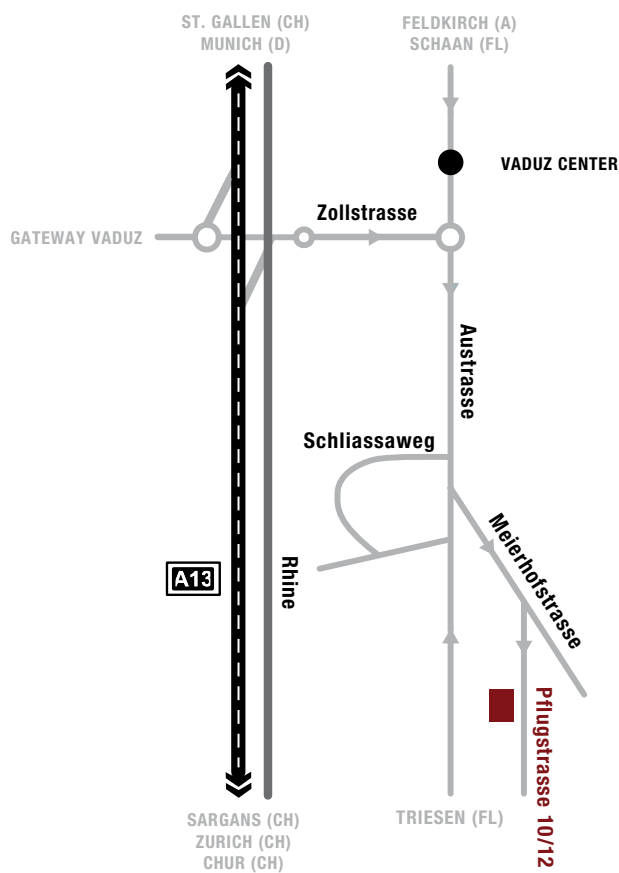 ST. GALLEN (CH)
MUNICH (D)
FELDKIRCH (A)
SCHAAN (FL)
VADUZ CENTER
Zollstrasse
GATEWAY VADUZ
Austrasse
Schliassaweg
Meierhofstrasse
Rhine
A13
Pflugstrasse 10/12
SARGANS (CH)
ZURICH (CH)
CHUR (CH)
TRIESEN (FL)